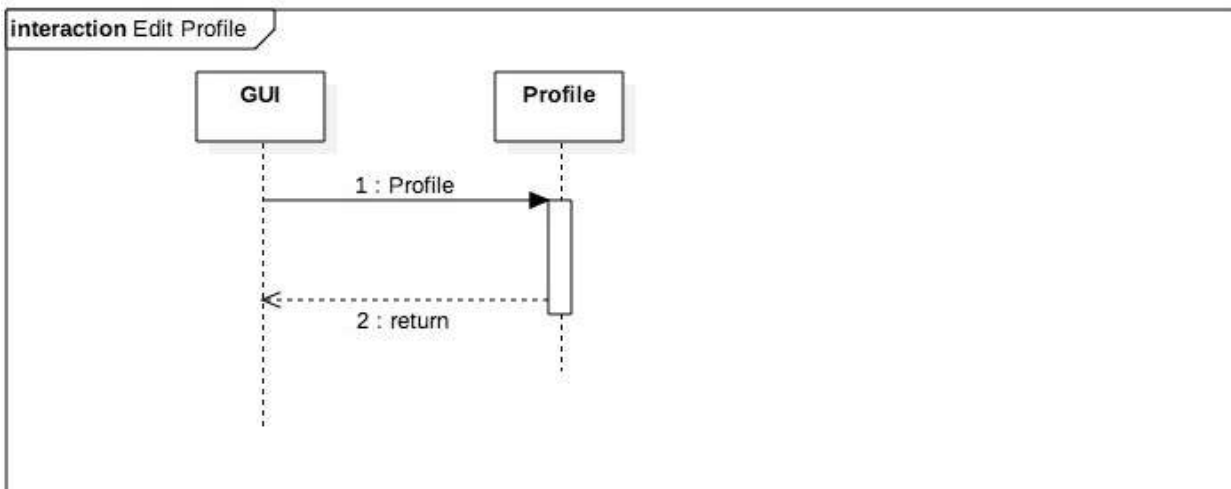 interaction Edit Profile
GUI
Profile
1 : Profile
2 : return